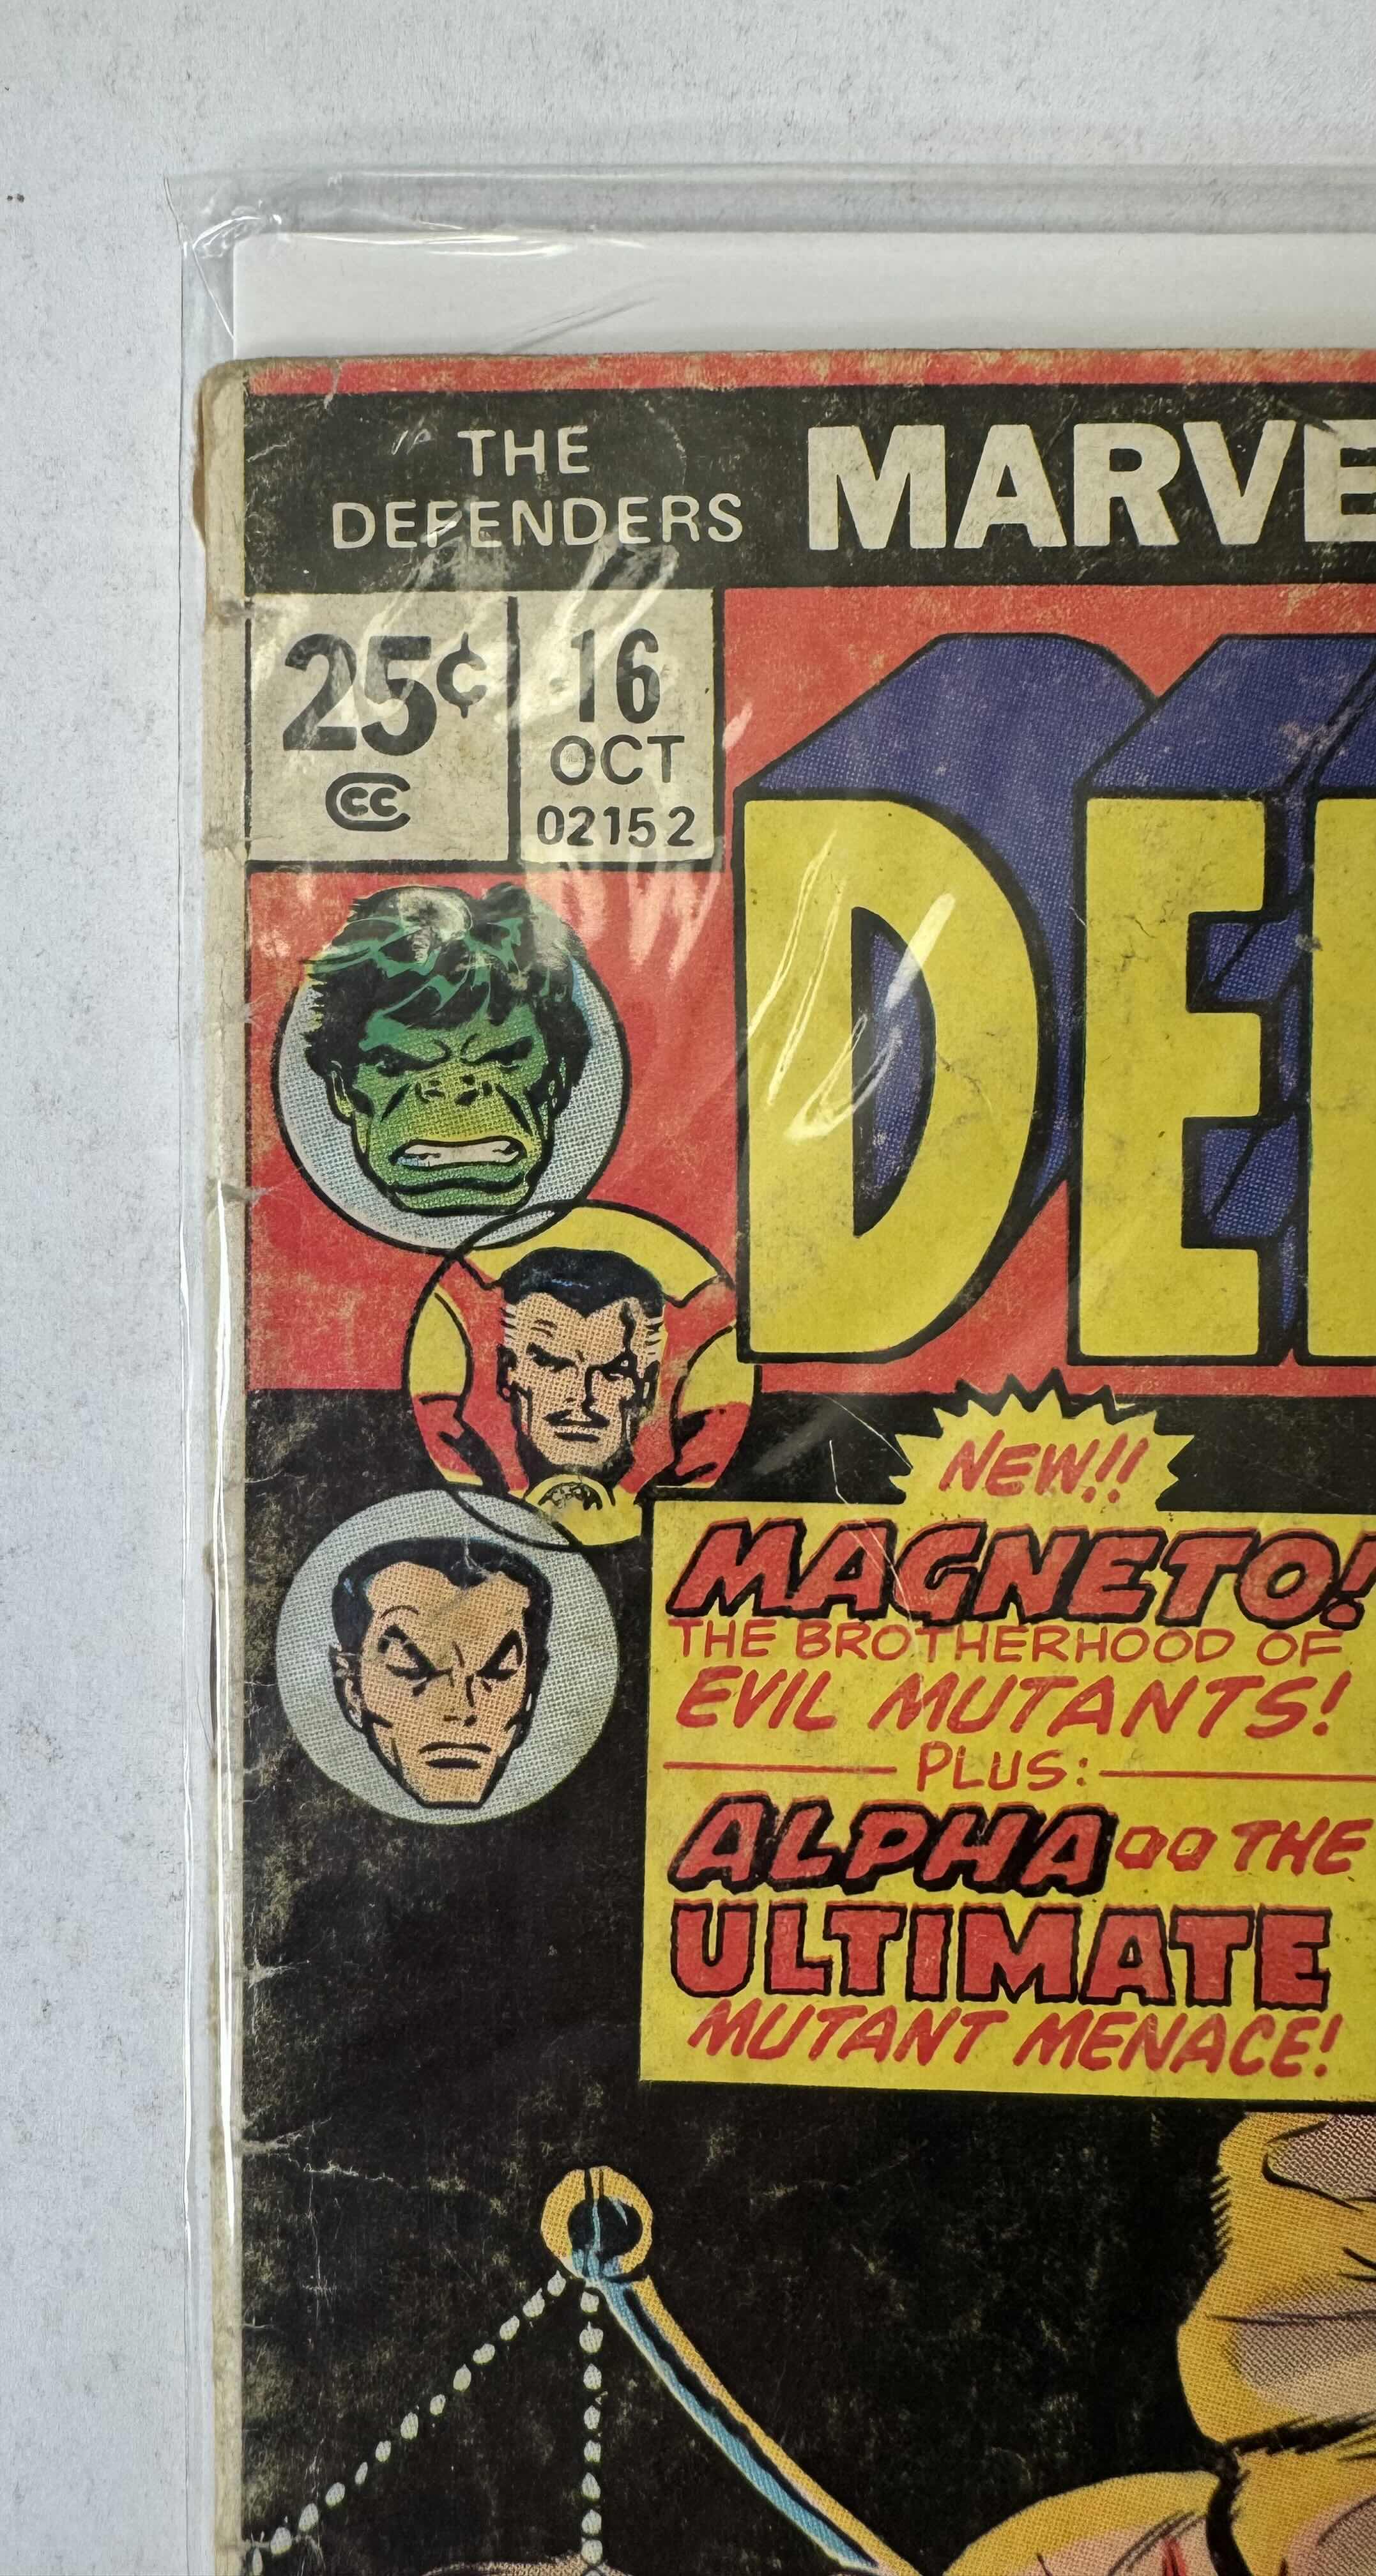 THE
DEFENDERS
MARVE
25¢
CC
16
OCT
02152
DE
NEW!!
MAGNETO!
THE BROTHERHOOD OF
EVIL MUTANTS!
PLUS:
ALPHA
THE
ULTIMATE
MUTANT MENACE!